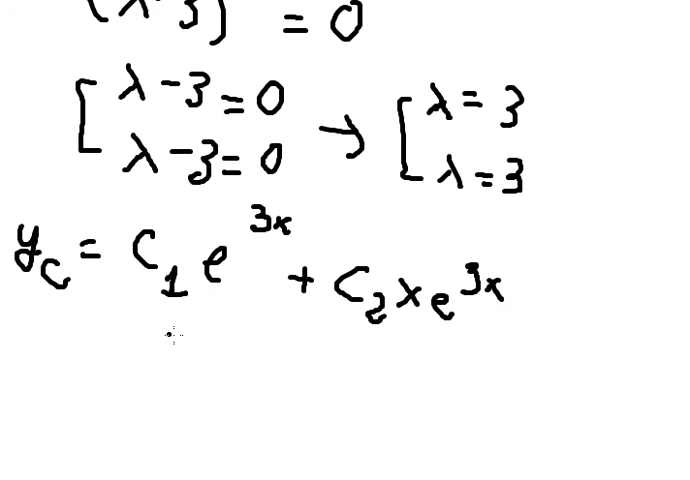 (λ-3) = 0
[ λ-3=0 → [ λ=3
λ-3=0 λ=3
y_c = C_1 e^{3x} + C_2 x e^{3x}